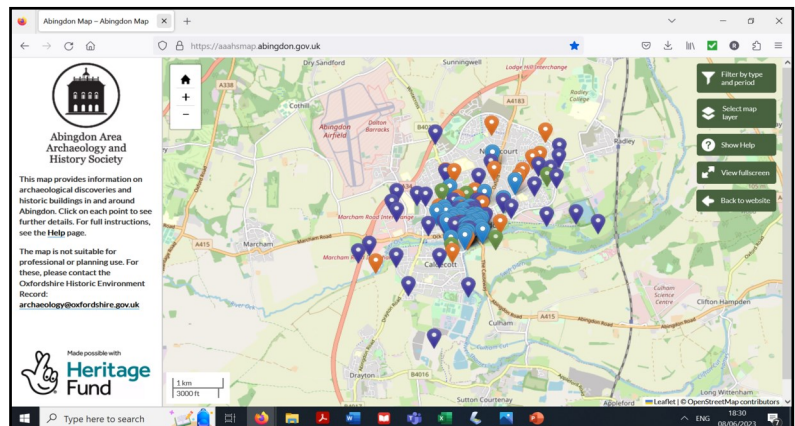 Abingdon Map – Abingdon Map
https://aaahsmap.abingdon.gov.uk
Abingdon Area
Archaeology and
History Society
This map provides information on
archaeological discoveries and
historic buildings in and around
Abingdon. Click on each point to see
further details. For full instructions,
see the Help page.
The map is not suitable for
professional or planning use. For
these, please contact the
Oxfordshire Historic Environment
Record:
archaeology@oxfordshire.gov.uk
Made possible with
Heritage
Fund
+
−
Dry Sandford
Sunningwell
Lodge Hill Interchange
A338
Cothill
A4183
Radley
College
Abingdon
Airfield
Dalton
Barracks
Radley
A34
Marcham Road Interchange
A415
Marcham
Marcham Road
Culham
Science
Centre
Clifton Hampden
Culham
A415
Abingdon Road
Drayton Road
Drayton
B4016
Sutton Courtenay
Appleford
Long Wittenham
1 km
3000 ft
Filter by type
and period
Select map
layer
Show Help
View fullscreen
Back to website
Leaflet | © OpenStreetMap contributors
Type here to search
ENG
18:30
08/06/2023